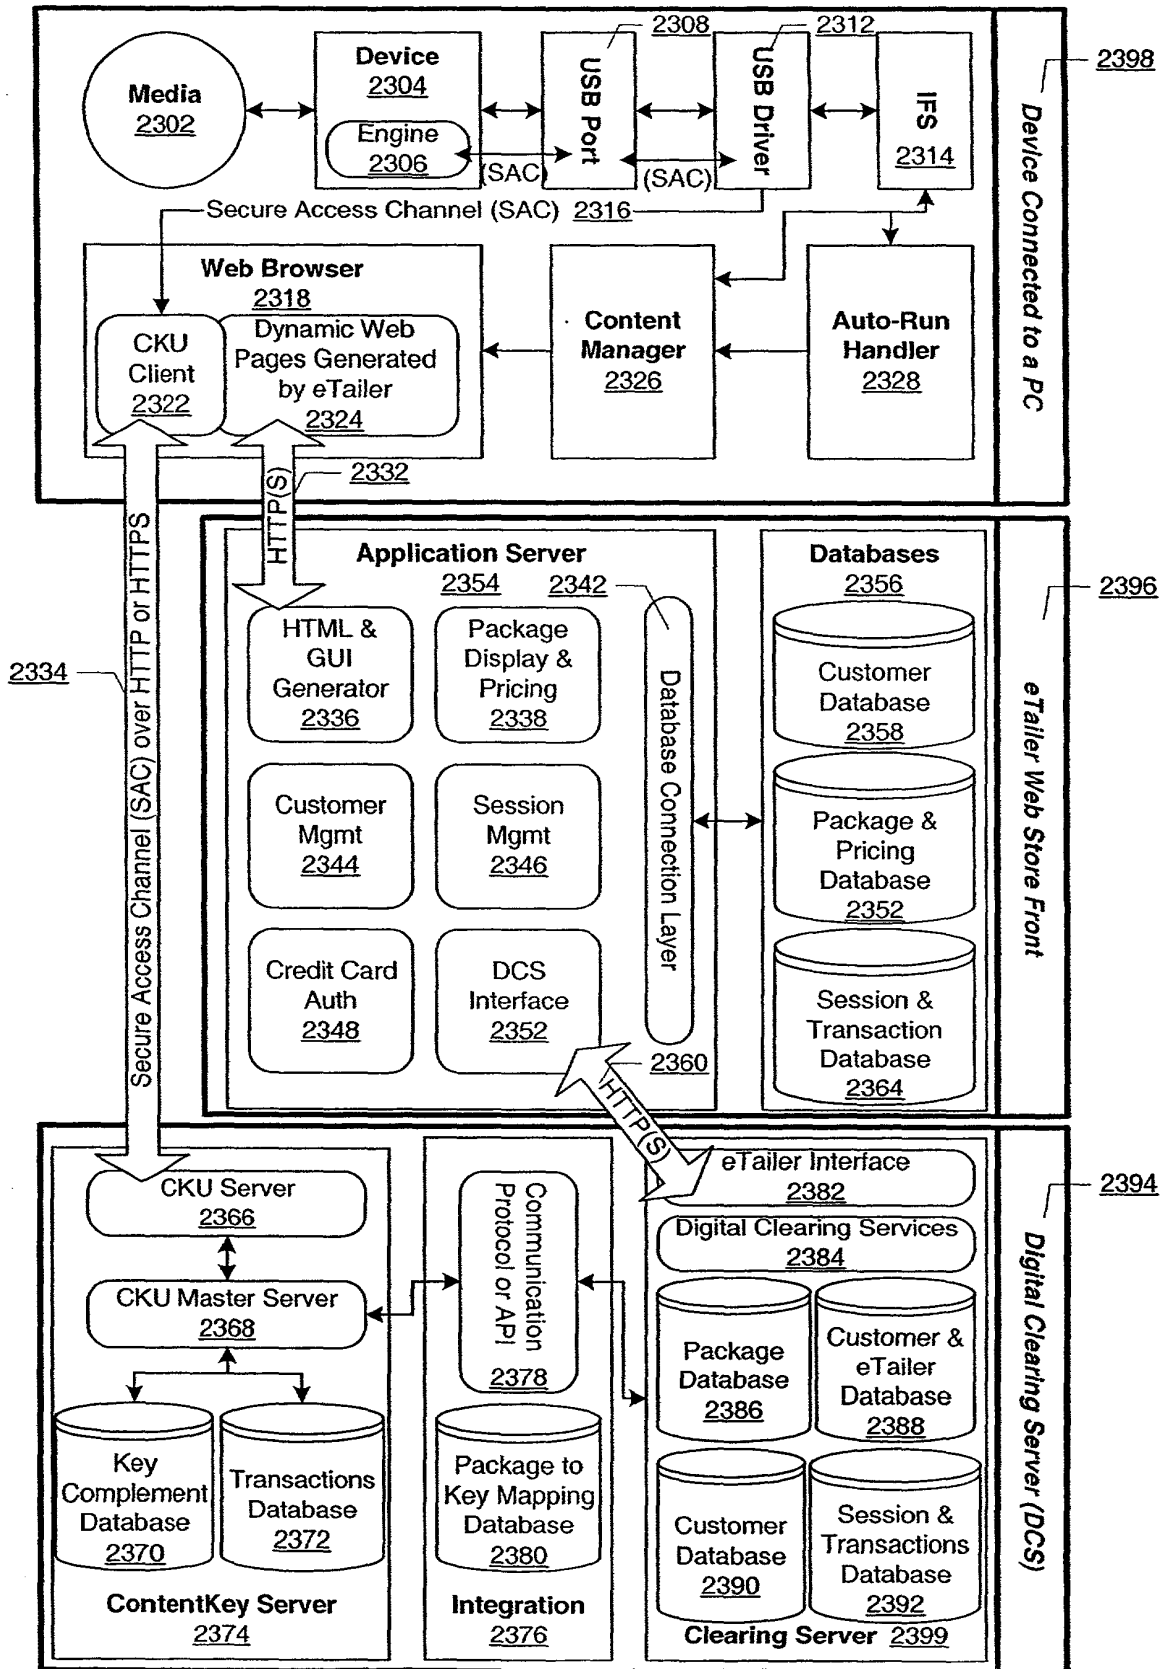 2398
Device Connected to a PC
Media
2302
Device
2304
Engine
2306
2308
USB Port
2312
USB Driver
IFS
2314
(SAC)
(SAC)
Secure Access Channel (SAC) 2316
Web Browser
2318
CKU
Client
2322
Dynamic Web
Pages Generated
by eTailer
2324
Content
Manager
2326
Auto-Run
Handler
2328
2332
HTTP(S)
2334
Secure Access Channel (SAC) over HTTP or HTTPS
2396
eTailer Web Store Front
Application Server
2354
2342
HTML &
GUI
Generator
2336
Package
Display &
Pricing
2338
Customer
Mgmt
2344
Session
Mgmt
2346
Credit Card
Auth
2348
DCS
Interface
2352
Database Connection Layer
2360
HTTP(S)
Databases
2356
Customer
Database
2358
Package &
Pricing
Database
2352
Session &
Transaction
Database
2364
2394
Digital Clearing Server (DCS)
CKU Server
2366
CKU Master Server
2368
Key
Complement
Database
2370
Transactions
Database
2372
ContentKey Server
2374
Communication
Protocol or API
2378
Package to
Key Mapping
Database
2380
Integration
2376
eTailer Interface
2382
Digital Clearing Services
2384
Package
Database
2386
Customer &
eTailer
Database
2388
Customer
Database
2390
Session &
Transactions
Database
2392
Clearing Server 2399